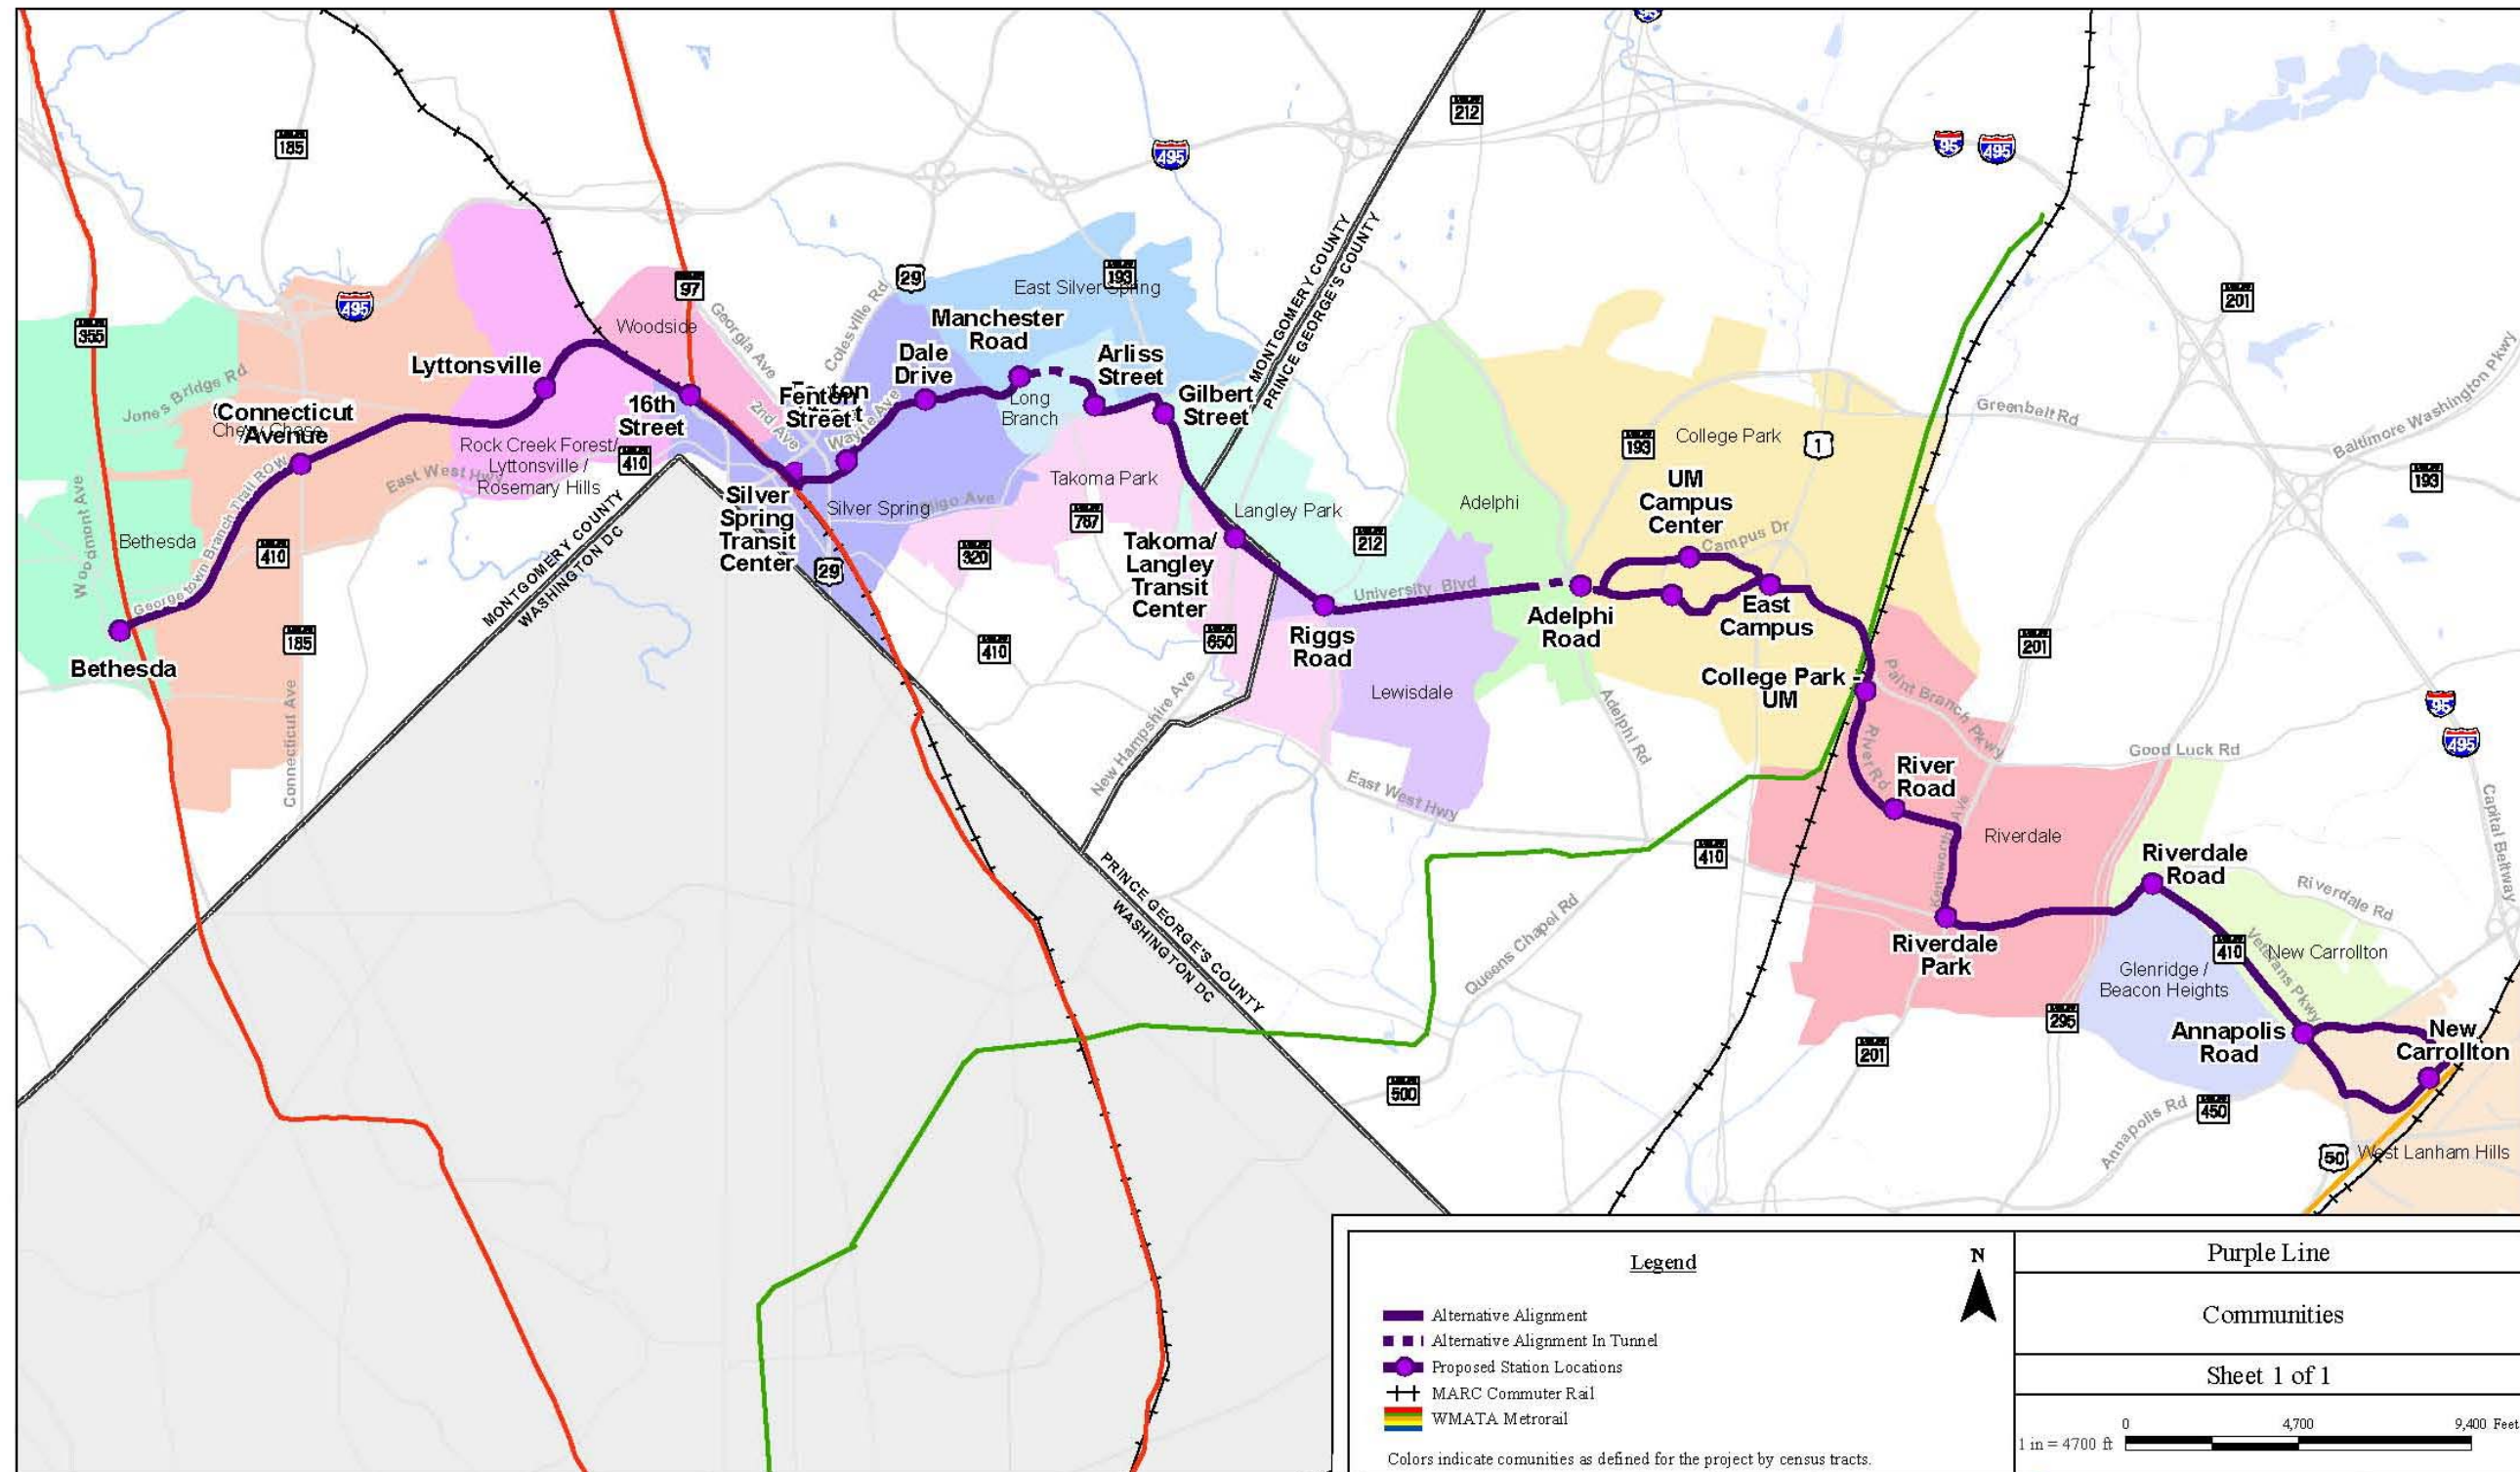 95
212
185
495
95
495
MONTGOMERY COUNTY
PRINCE GEORGE'S COUNTY
29
193
East Silver Spring
97
201
495
355
Woodside
Georgia Ave
Colesville Rd
Manchester
Road
Lyttonsville
Dale
Drive
Arliss
Street
Jones Bridge Rd
Connecticut
Avenue
Chevy Chase
16th
Street
2nd Ave
Fenton
Street
Wayne Ave
Long
Branch
Gilbert
Street
Greenbelt Rd
Baltimore Washington Pkwy
193
College Park
1
193
Rock Creek Forest/
Lyttonsville /
Rosemary Hills
410
East West Hwy
Woodmont Ave
Georgetown Branch Trail ROW
Bethesda
410
MONTGOMERY COUNTY
WASHINGTON DC
Silver
Spring
Transit
Center
Silver Spring
29
Takoma Park
787
320
Takoma/
Langley
Transit
Center
Langley Park
212
Adelphi
UM
Campus
Center
Campus Dr
University Blvd
Adelphi
Road
East
Campus
Bethesda
185
Connecticut Ave
410
650
Riggs
Road
Lewisdale
201
College Park -
UM
Paint Branch Pkwy
Adelphi Rd
New Hampshire Ave
East West Hwy
River Rd
River
Road
Good Luck Rd
95
495
Capital Beltway
Kenilworth Ave
Riverdale
410
Riverdale
Road
Riverdale Rd
PRINCE GEORGE'S COUNTY
WASHINGTON DC
Queens Chapel Rd
Riverdale
Park
410
Veterans Pkwy
New Carrollton
Glenridge /
Beacon Heights
295
201
500
Annapolis
Road
New
Carrollton
Annapolis Rd
450
50
West Lanham Hills
Legend
N
Alternative Alignment
Alternative Alignment In Tunnel
Proposed Station Locations
MARC Commuter Rail
WMATA Metrorail
Colors indicate comunities as defined for the project by census tracts.
Purple Line
Communities
Sheet 1 of 1
0 4,700 9,400 Feet
1 in = 4700 ft